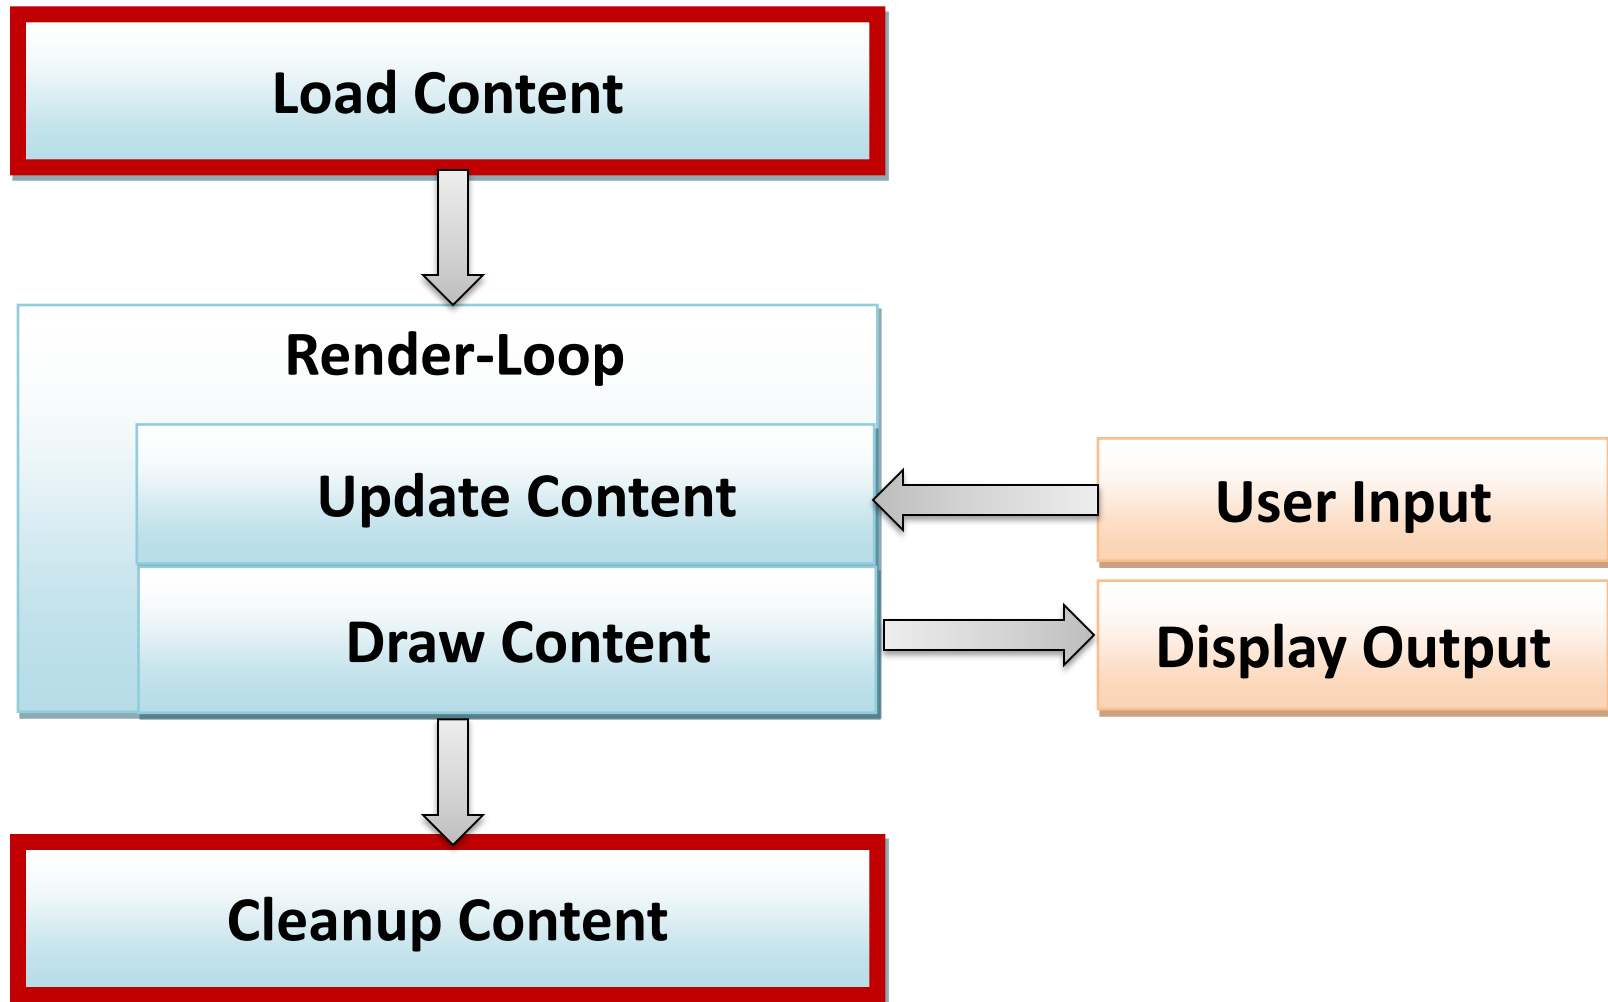 Load Content
Render-Loop
Update Content
User Input
Draw Content
Display Output
Cleanup Content